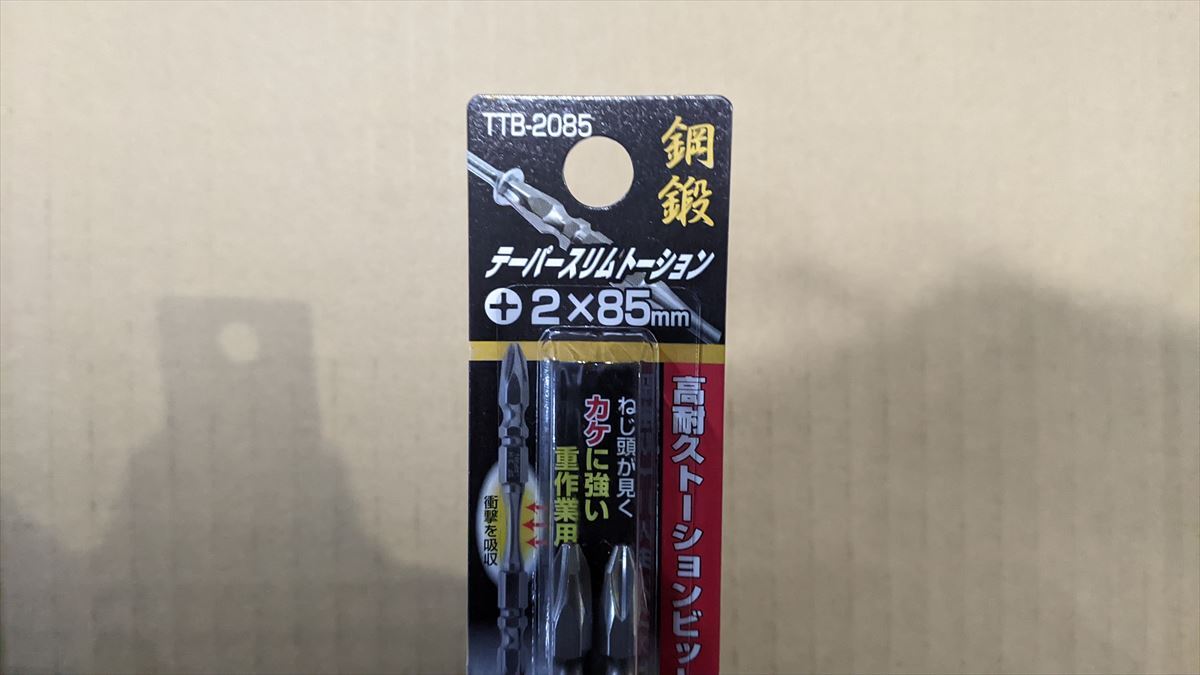 TTB-2085
鋼鍛
テーパースリムトーション
2×85mm
高耐久トーションビッ
ねじ頭が見く
カケに強い
重作業用
衝撃を吸収